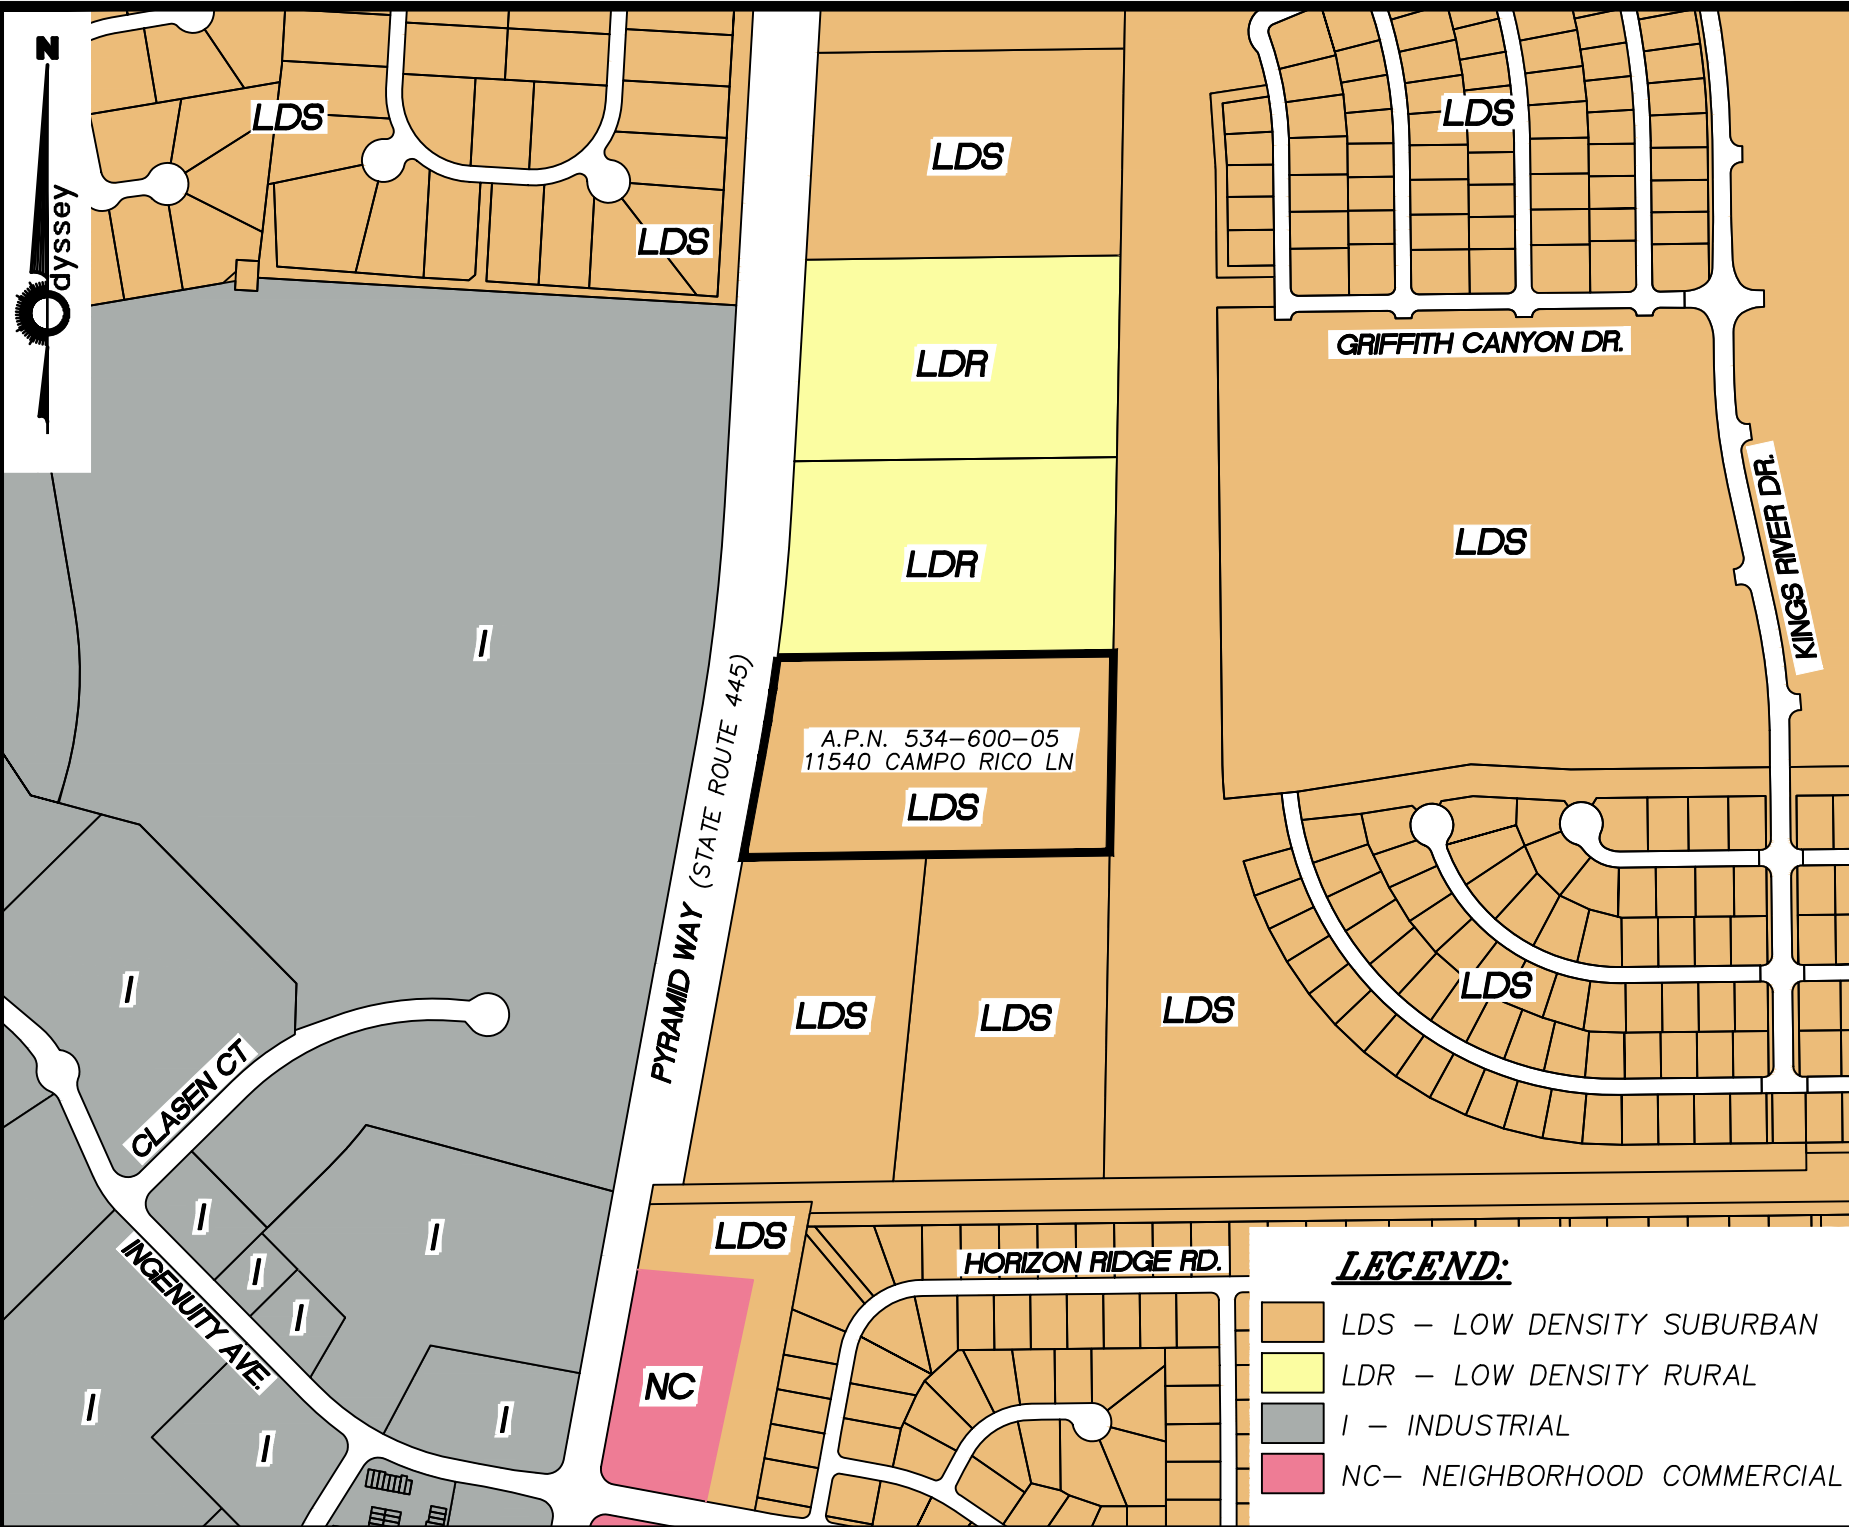 N
dyssey
LDS
LDS
LDS
LDS
GRIFFITH CANYON DR.
LDR
LDR
LDS
KINGS RIVER DR.
I
PYRAMID WAY (STATE ROUTE 445)
A.P.N. 534-600-05
11540 CAMPO RICO LN
LDS
I
LDS
LDS
LDS
LDS
CLASEN CT
I
I
I
I
INGENUITY AVE.
LDS
HORIZON RIDGE RD.
NC
I
I
I
LEGEND:
LDS - LOW DENSITY SUBURBAN
LDR - LOW DENSITY RURAL
I - INDUSTRIAL
NC- NEIGHBORHOOD COMMERCIAL